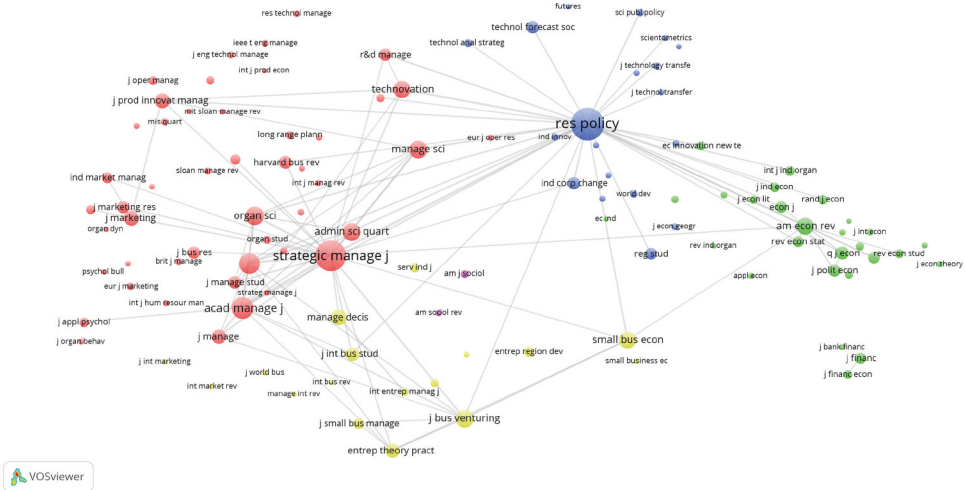 futures
res technol manage
sci publ policy
technol forecast soc
scientometrics
ieee t eng manage
technol anal strateg
j eng technol manage
r&d manage
j technology transfe
int j prod econ
j oper manag
technovation
j technol transfer
j prod innovat manag
mit sloan manage rev
mis quart
res policy
long range plann
eur j oper res
ind innov
ec innovation new te
manage sci
harvard bus rev
sloan manage rev
int j ind organ
ind market manag
int j manag rev
ind corp change
j ind econ
world dev
j econ lit
rand j econ
j marketing res
econ j
j marketing
organ sci
ec ind
j econ geogr
am econ rev
organ dyn
admin sci quart
j int econ
organ stud
rev ind organ
rev econ stat
j bus res
strategic manage j
reg stud
q j econ
rev econ stud
brit j manage
serv ind j
j econ theory
psychol bull
am j sociol
j polit econ
j manage stud
appl econ
eur j marketing
strateg manage j
int j hum resour man
acad manage j
am sociol rev
manage decis
j appl psychol
j manage
small bus econ
j organ behav
j bank financ
j int bus stud
entrep region dev
j financ
j int marketing
small business ec
j world bus
j financ econ
int market rev
int bus rev
manage int rev
int entrep manag j
j bus venturing
j small bus manage
entrep theory pract
VOSviewer